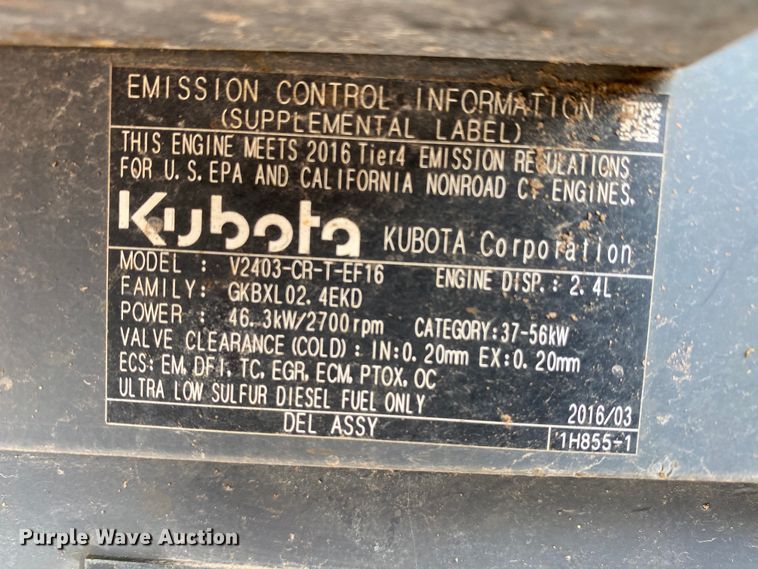 EMISSION CONTROL INFORMATION
(SUPPLEMENTAL LABEL)
THIS ENGINE MEETS 2016 Tier4 EMISSION REGULATIONS
FOR U.S.EPA AND CALIFORNIA NONROAD CI ENGINES.
Kubota KUBOTA Corporation
MODEL : V2403-CR-T-EF16 ENGINE DISP.: 2.4L
FAMILY: GKBXL02.4EKD
POWER : 46.3kW/2700rpm CATEGORY:37-56kW
VALVE CLEARANCE(COLD): IN:0.20mm EX:0.20mm
ECS: EM, DFI, TC, EGR, ECM, PTOX, OC
ULTRA LOW SULFUR DIESEL FUEL ONLY 2016/03
DEL ASSY 1H855-1
Purple Wave Auction